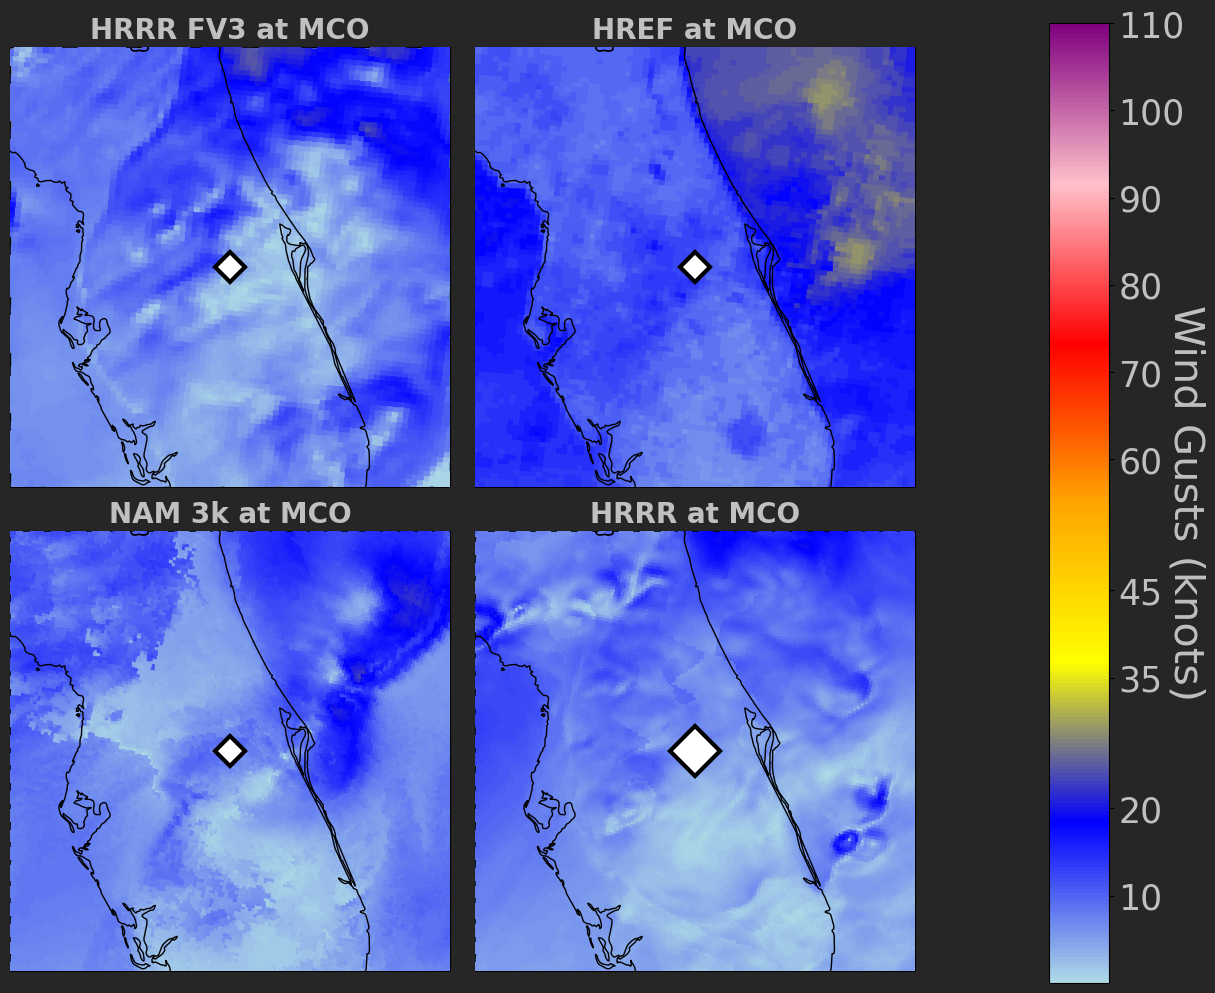 HRRR FV3 at MCO
HREF at MCO
NAM 3k at MCO
HRRR at MCO
110
100
90
80
70
60
45
35
20
10
Wind Gusts (knots)